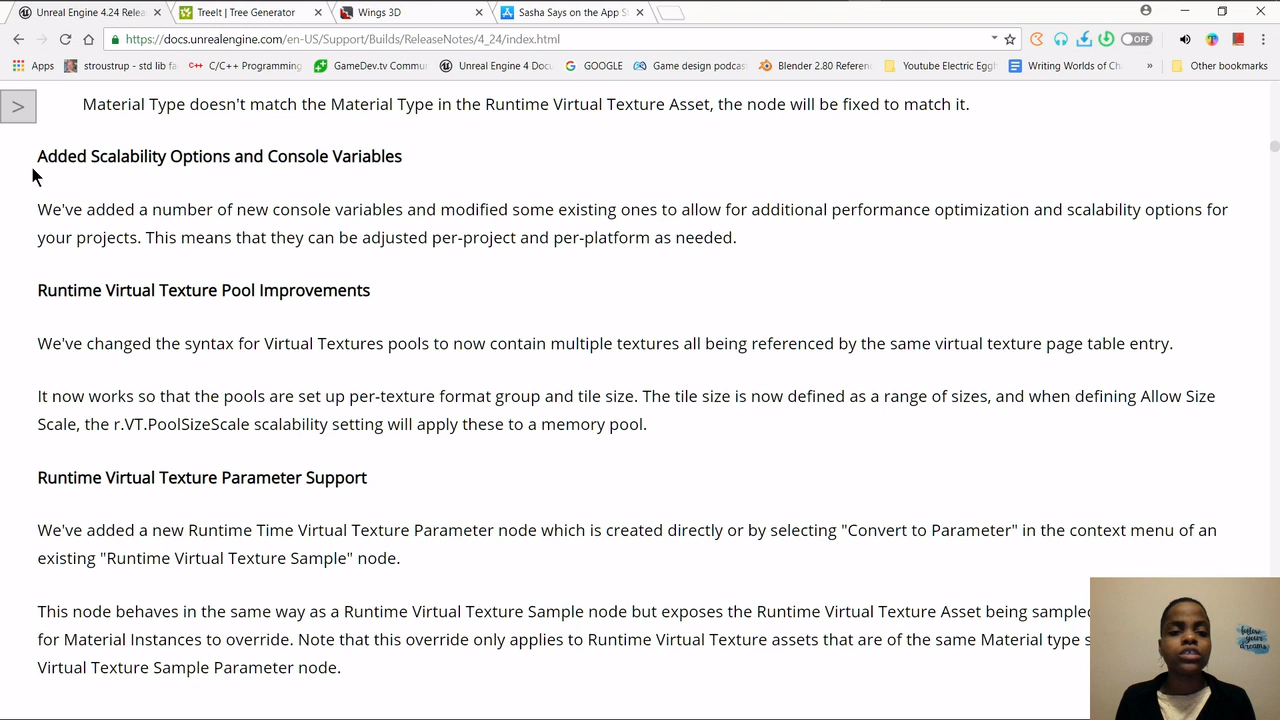 Unreal Engine 4.24 Relea
TreeIt | Tree Generator
Wings 3D
Sasha Says on the App S
https://docs.unrealengine.com/en-US/Support/Builds/ReleaseNotes/4_24/index.html
OFF
Apps
stroustrup - std lib fa
C/C++ Programming
GameDev.tv Commu
Unreal Engine 4 Docu
GOOGLE
Game design podcas
Blender 2.80 Referen
Youtube Electric Eggh
Writing Worlds of Ch
»
Other bookmarks
>
Material Type doesn't match the Material Type in the Runtime Virtual Texture Asset, the node will be fixed to match it.
Added Scalability Options and Console Variables
We've added a number of new console variables and modified some existing ones to allow for additional performance optimization and scalability options for
your projects. This means that they can be adjusted per-project and per-platform as needed.
Runtime Virtual Texture Pool Improvements
We've changed the syntax for Virtual Textures pools to now contain multiple textures all being referenced by the same virtual texture page table entry.
It now works so that the pools are set up per-texture format group and tile size. The tile size is now defined as a range of sizes, and when defining Allow Size
Scale, the r.VT.PoolSizeScale scalability setting will apply these to a memory pool.
Runtime Virtual Texture Parameter Support
We've added a new Runtime Time Virtual Texture Parameter node which is created directly or by selecting "Convert to Parameter" in the context menu of an
existing "Runtime Virtual Texture Sample" node.
This node behaves in the same way as a Runtime Virtual Texture Sample node but exposes the Runtime Virtual Texture Asset being sampled
for Material Instances to override. Note that this override only applies to Runtime Virtual Texture assets that are of the same Material type s
Virtual Texture Sample Parameter node.
follow
your
dreams